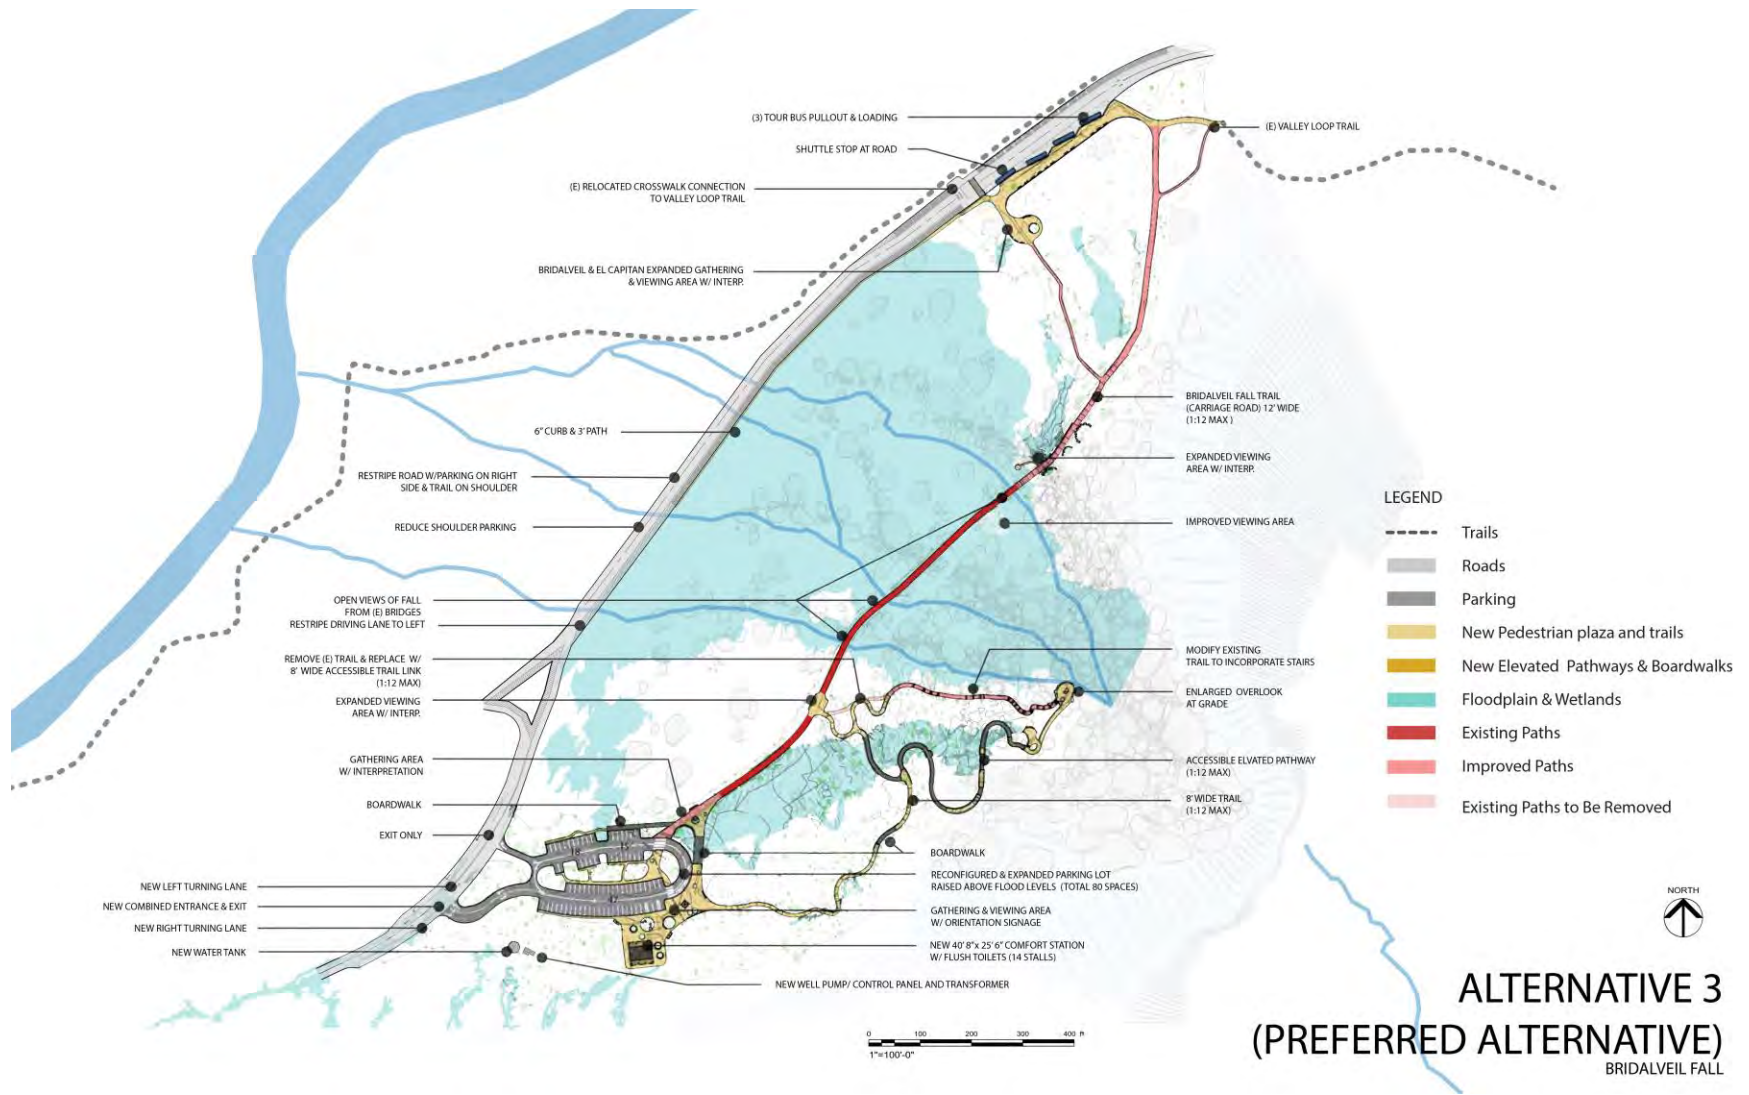 (3) TOUR BUS PULLOUT & LOADING
SHUTTLE STOP AT ROAD
(E) RELOCATED CROSSWALK CONNECTION
TO VALLEY LOOP TRAIL
BRIDALVEIL & EL CAPITAN EXPANDED GATHERING
& VIEWING AREA W/ INTERP.
6" CURB & 3' PATH
RESTRIPE ROAD W/PARKING ON RIGHT
SIDE & TRAIL ON SHOULDER
REDUCE SHOULDER PARKING
OPEN VIEWS OF FALL
FROM (E) BRIDGES
RESTRIPE DRIVING LANE TO LEFT
REMOVE (E) TRAIL & REPLACE W/
8' WIDE ACCESSIBLE TRAIL LINK
(1:12 MAX)
EXPANDED VIEWING
AREA W/ INTERP.
GATHERING AREA
W/ INTERPRETATION
BOARDWALK
EXIT ONLY
NEW LEFT TURNING LANE
NEW COMBINED ENTRANCE & EXIT
NEW RIGHT TURNING LANE
NEW WATER TANK
(E) VALLEY LOOP TRAIL
BRIDALVEIL FALL TRAIL
(CARRIAGE ROAD) 12' WIDE
(1:12 MAX )
EXPANDED VIEWING
AREA W/ INTERP.
IMPROVED VIEWING AREA
MODIFY EXISTING
TRAIL TO INCORPORATE STAIRS
ENLARGED OVERLOOK
AT GRADE
ACCESSIBLE ELVATED PATHWAY
(1:12 MAX)
8' WIDE TRAIL
(1:12 MAX)
BOARDWALK
RECONFIGURED & EXPANDED PARKING LOT
RAISED ABOVE FLOOD LEVELS (TOTAL 80 SPACES)
GATHERING & VIEWING AREA
W/ ORIENTATION SIGNAGE
NEW 40' 8"x 25' 6" COMFORT STATION
W/ FLUSH TOILETS (14 STALLS)
NEW WELL PUMP/ CONTROL PANEL AND TRANSFORMER
LEGEND
Trails
Roads
Parking
New Pedestrian plaza and trails
New Elevated Pathways & Boardwalks
Floodplain & Wetlands
Existing Paths
Improved Paths
Existing Paths to Be Removed
NORTH
0 100 200 300 400 ft
1"=100'-0"
ALTERNATIVE 3
(PREFERRED ALTERNATIVE)
BRIDALVEIL FALL